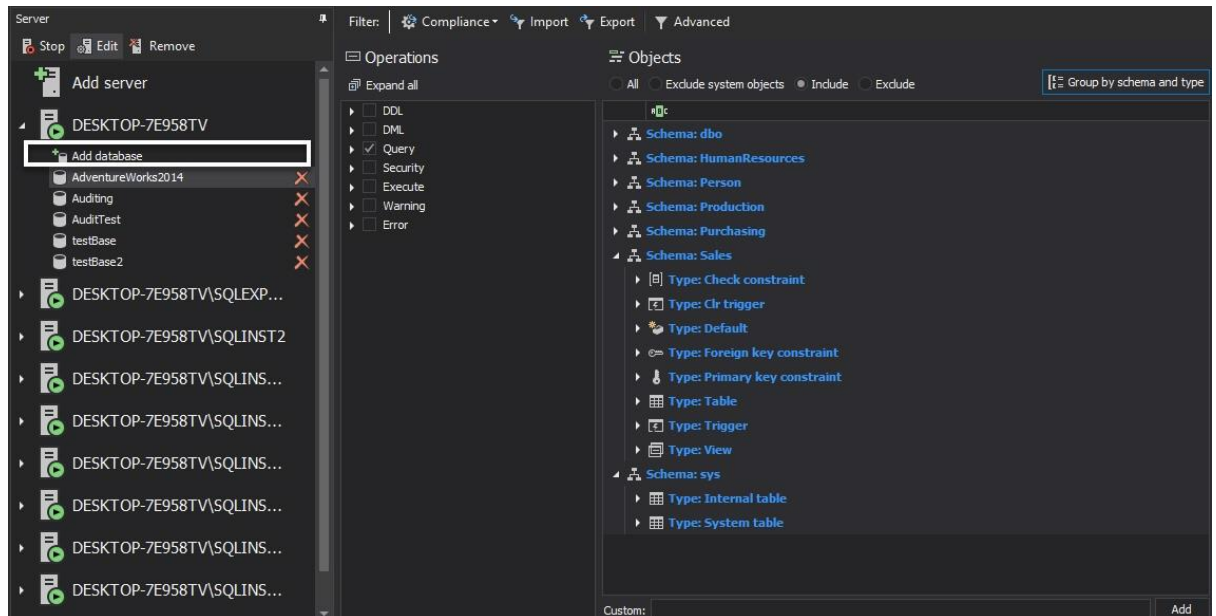 Server
Stop Edit Remove
Add server
DESKTOP-7E958TV
Add database
AdventureWorks2014
Auditing
AuditTest
testBase
testBase2
DESKTOP-7E958TV\SQLEXP...
DESKTOP-7E958TV\SQLINST2
DESKTOP-7E958TV\SQLINS...
DESKTOP-7E958TV\SQLINS...
DESKTOP-7E958TV\SQLINS...
DESKTOP-7E958TV\SQLINS...
DESKTOP-7E958TV\SQLINS...
DESKTOP-7E958TV\SQLINS...
Filter: Compliance Import Export Advanced
Operations
Expand all
DDL
DML
Query
Security
Execute
Warning
Error
Objects
All Exclude system objects Include Exclude
Group by schema and type
Schema: dbo
Schema: HumanResources
Schema: Person
Schema: Production
Schema: Purchasing
Schema: Sales
Type: Check constraint
Type: Clr trigger
Type: Default
Type: Foreign key constraint
Type: Primary key constraint
Type: Table
Type: Trigger
Type: View
Schema: sys
Type: Internal table
Type: System table
Custom: Add